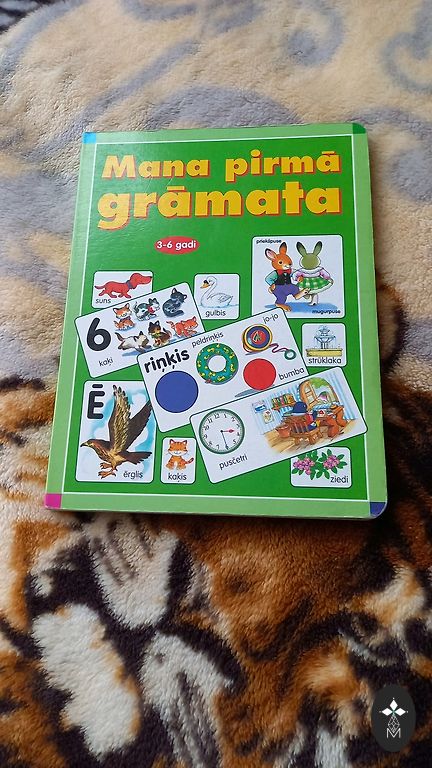 Mana pirmā
grāmata
3-6 gadi
priekšpuse
mugurpuse
suns
gulbis
6
kaķi
riņķis
peldriņķis
jo-jo
bumba
strūklaka
Ē
ērglis
kaķis
pusčetri
ziedi